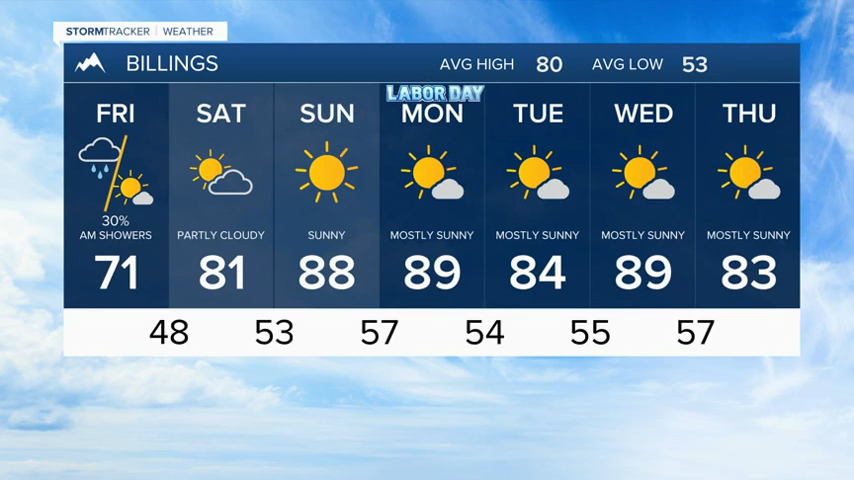 STORMTRACKER | WEATHER
BILLINGS AVG HIGH 80 AVG LOW 53
LABOR DAY
FRI SAT SUN MON TUE WED THU
30%
AM SHOWERS PARTLY CLOUDY SUNNY MOSTLY SUNNY MOSTLY SUNNY MOSTLY SUNNY MOSTLY SUNNY
71 81 88 89 84 89 83
48 53 57 54 55 57